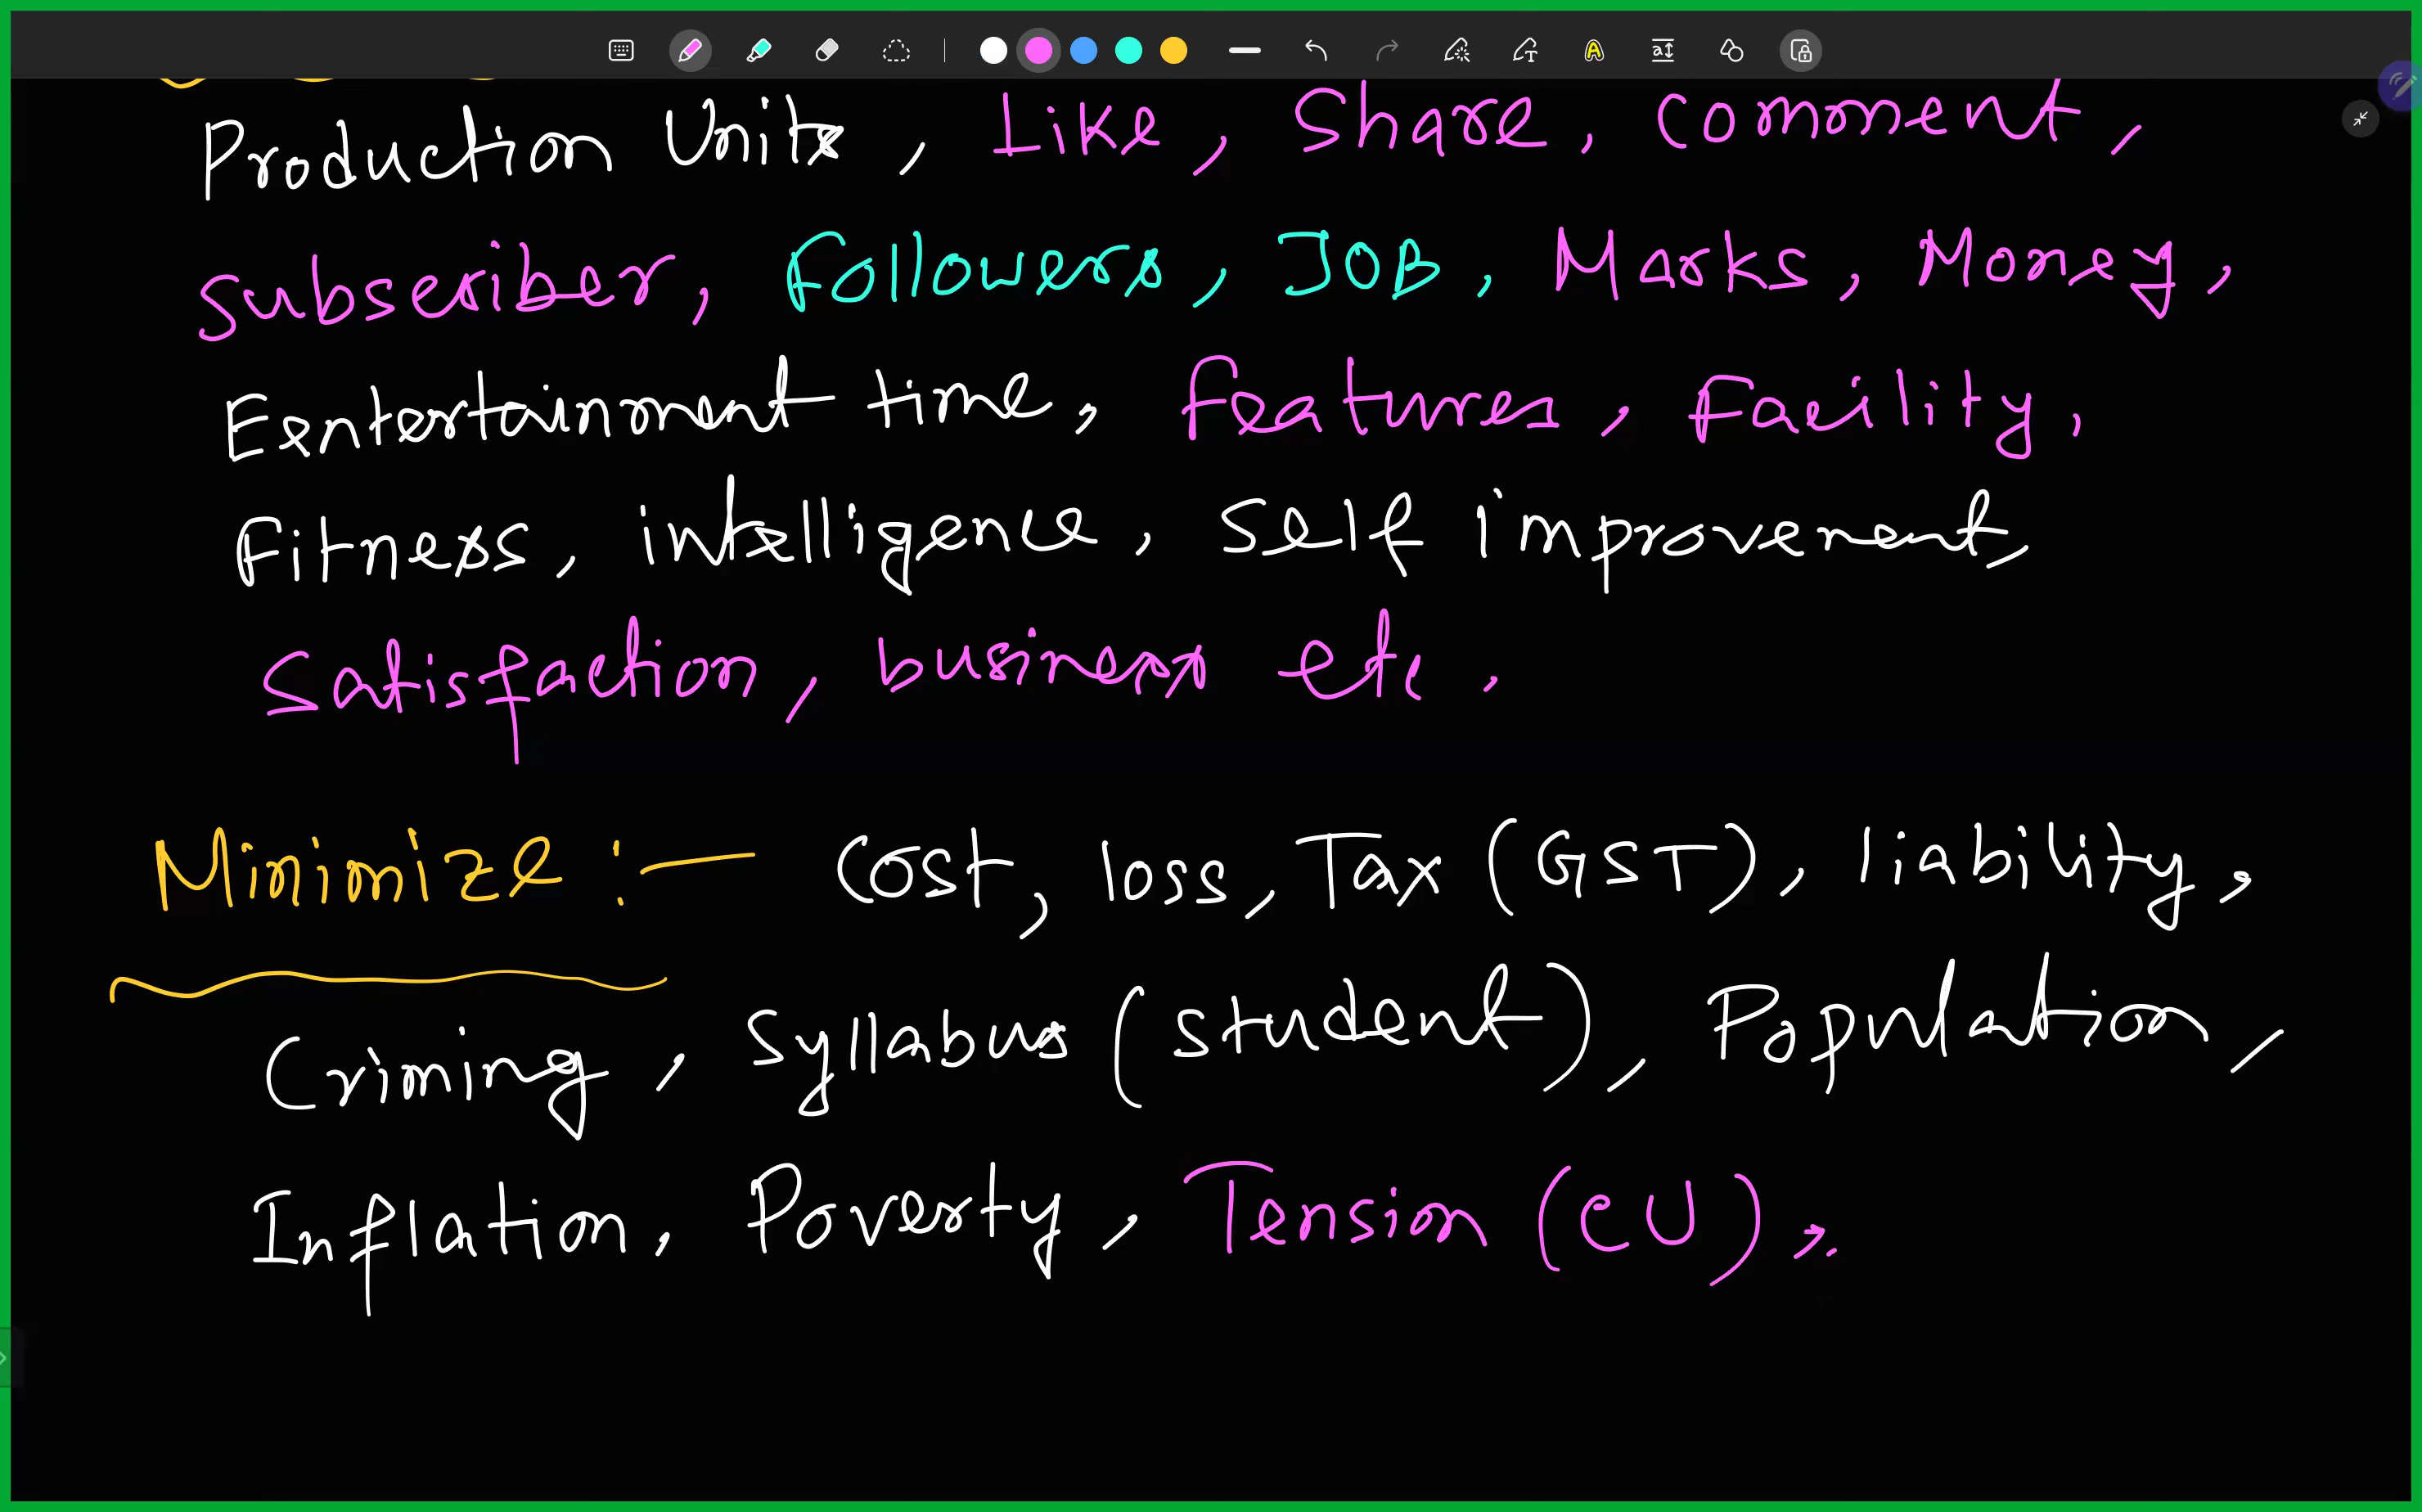 Production Units, Like, Share, Comment,
Subscriber, Followers, JOB, Marks, Money,
Exntertainment time, Features, Facility,
Fitness, intelligence, Self improvement,
Satisfaction, business etc.
Minimize :— Cost, loss, Tax (GST), liability,
Criming, Syllabus (Student), Population,
Inflation, Poverty, Tension (CU),.